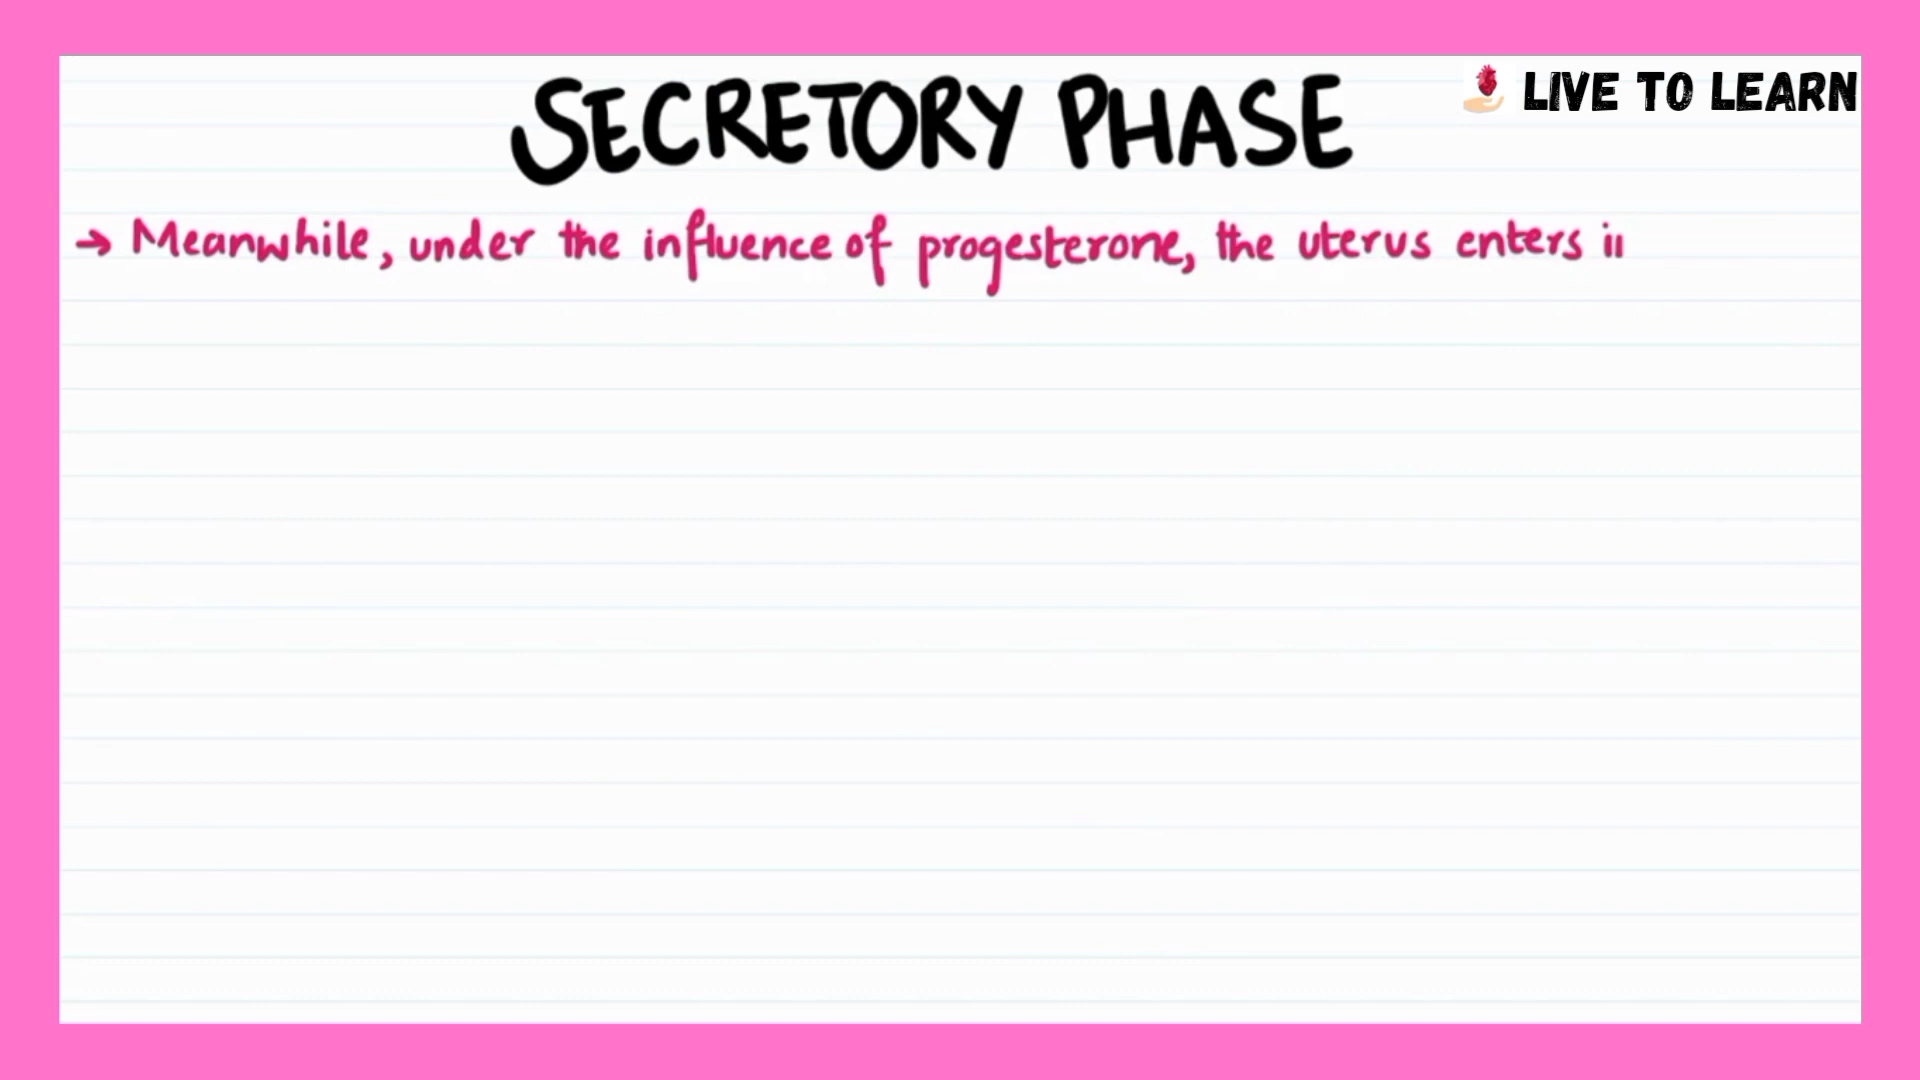 SECRETORY PHASE
LIVE TO LEARN
→ Meanwhile, under the influence of progesterone, the uterus enters